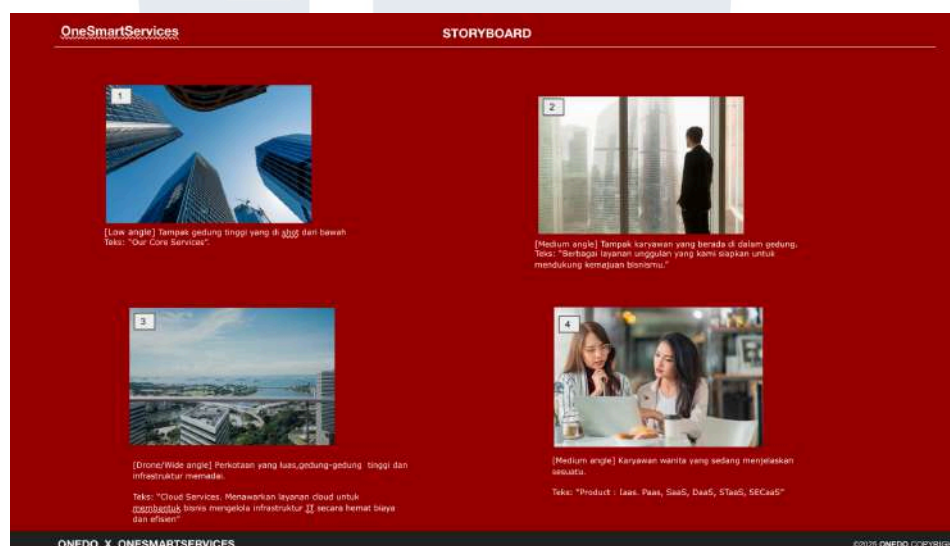 OneSmartServices
STORYBOARD
1
[Low angle] Tampak gedung tinggi yang di shot dari bawah
Teks: "Our Core Services".
2
[Medium angle] Tampak karyawan yang berada di dalam gedung.
Teks: "Berbagai layanan unggulan yang kami siapkan untuk
mendukung kemajuan bisnismu."
3
[Drone/Wide angle] Perkotaan yang luas,gedung-gedung tinggi dan
infrastruktur memadai.
Teks: "Cloud Services. Menawarkan layanan cloud untuk
membentuk bisnis mengelola infrastruktur IT secara hemat biaya
dan efisien"
4
[Medium angle] Karyawan wanita yang sedang menjelaskan
sesuatu.
Teks: "Product : Iaas. Paas, SaaS, DaaS, STaaS, SECaaS"
ONEDO X ONESMARTSERVICES
©2025 ONEDO COPYRIGH